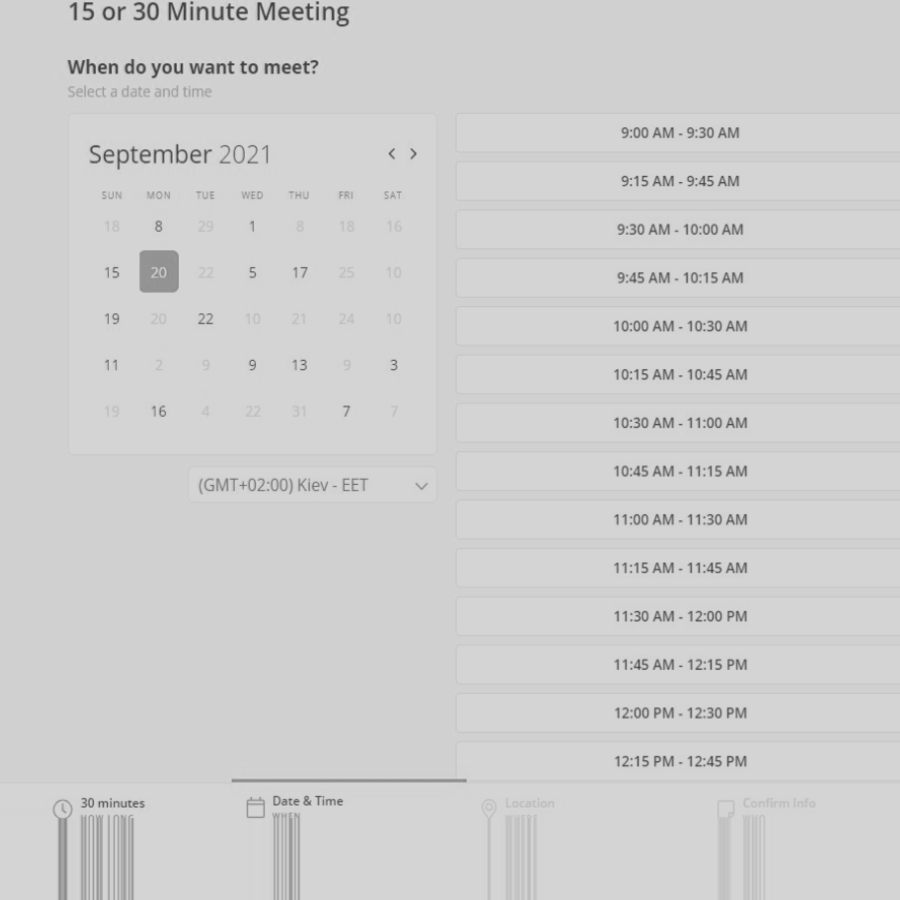 15 or 30 Minute Meeting
When do you want to meet?
Select a date and time
September 2021
SUN MON TUE WED THU FRI SAT
18 8 29 1 8 18 16
15 20 22 5 17 25 10
19 20 22 10 21 24 10
11 2 9 9 13 9 3
19 16 4 22 31 7 7
(GMT+02:00) Kiev - EET
9:00 AM - 9:30 AM
9:15 AM - 9:45 AM
9:30 AM - 10:00 AM
9:45 AM - 10:15 AM
10:00 AM - 10:30 AM
10:15 AM - 10:45 AM
10:30 AM - 11:00 AM
10:45 AM - 11:15 AM
11:00 AM - 11:30 AM
11:15 AM - 11:45 AM
11:30 AM - 12:00 PM
11:45 AM - 12:15 PM
12:00 PM - 12:30 PM
12:15 PM - 12:45 PM
30 minutes
Date & Time
WHEN
Location
Confirm Info